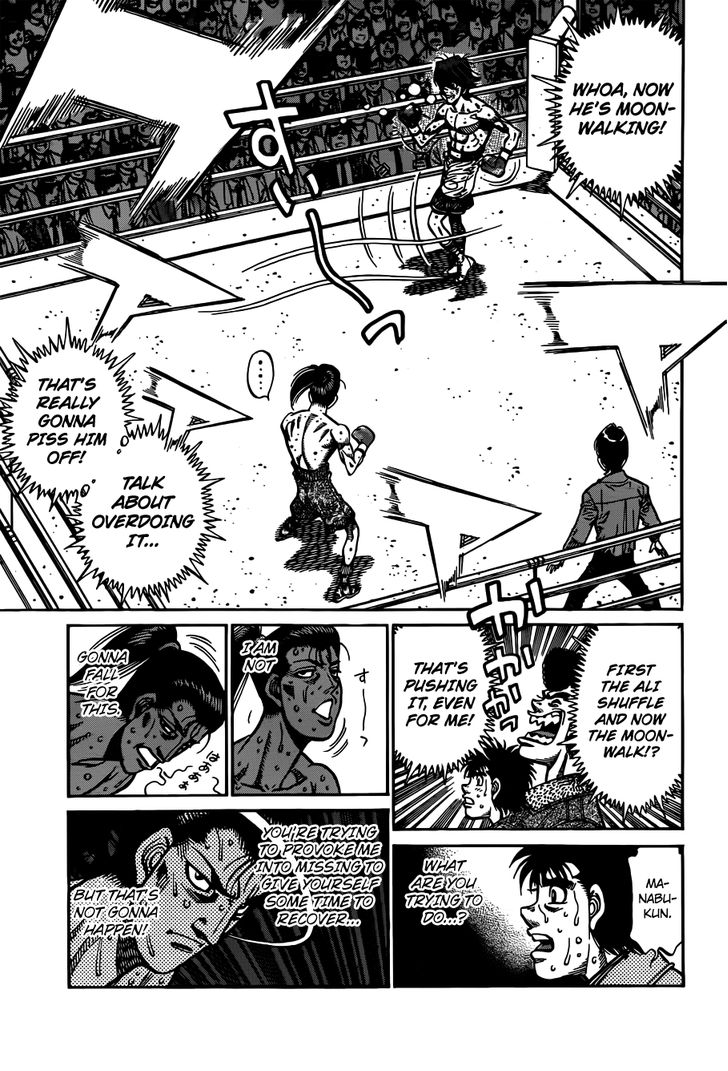 WHOA, NOW
HE'S MOON-
WALKING!
すい～っ
…
THAT'S
REALLY
GONNA
PISS HIM
OFF!
TALK
ABOUT
OVERDOING
IT...
FIRST
THE ALI
SHUFFLE
AND NOW
THE MOON-
WALK!?
THAT'S
PUSHING
IT, EVEN
FOR ME!
I AM
NOT
GONNA
FALL
FOR
THIS.
MA-
NABU-
KUN.
WHAT
ARE YOU
TRYING
TO
DO...?
YOU'RE TRYING
TO PROVOKE ME
INTO MISSING TO
GIVE YOURSELF
SOME TIME TO
RECOVER...
BUT THAT'S
NOT GONNA
HAPPEN!